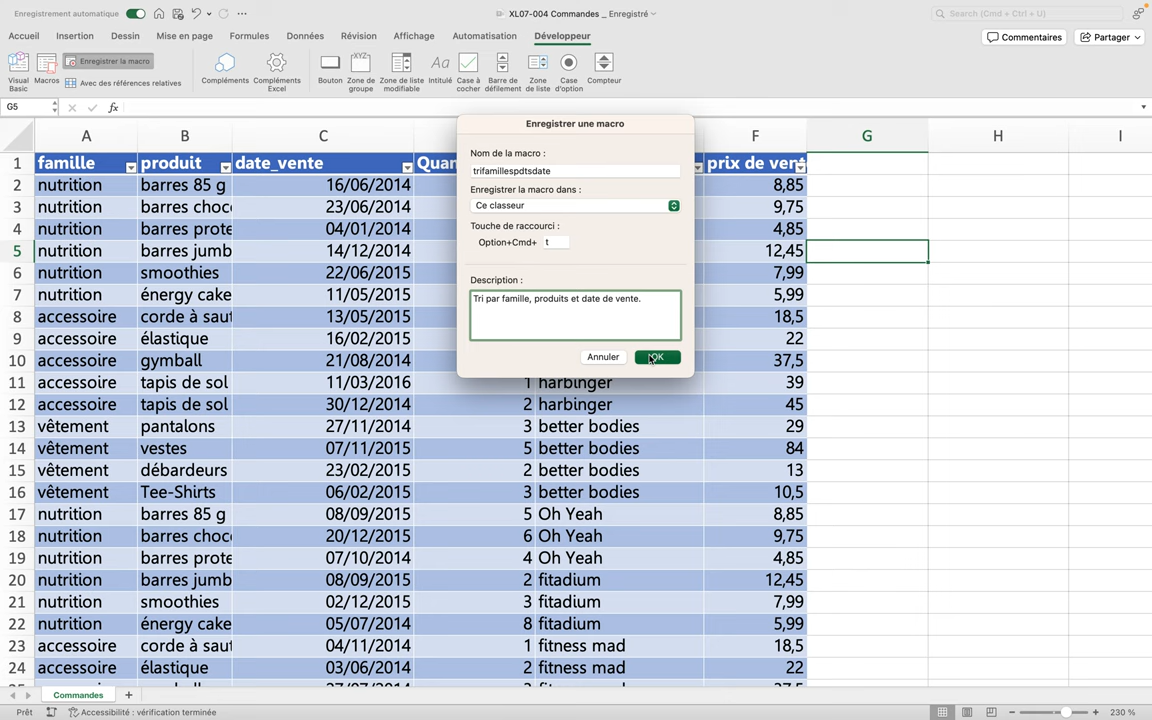 Enregistrement automatique
XL07-004 Commandes _ Enregistré
Search (Cmd + Ctrl + U)
Accueil Insertion Dessin Mise en page Formules Données Révision Affichage Automatisation Développeur
Commentaires Partager
Visual Basic
Macros
Enregistrer la macro
Avec des références relatives
Compléments
Compléments Excel
Bouton
Zone de groupe
Zone de liste modifiable
Aa Intitulé
Case à cocher
Barre de défilement
Zone de liste
Case d'option
Compteur
XYZ
G5 fx
A B C F G H I
Enregistrer une macro
Nom de la macro :
trifamillespdtsdate
Enregistrer la macro dans :
Ce classeur
Touche de raccourci :
Option+Cmd+ t
Description :
Tri par famille, produits et date de vente.
Annuler OK
1 famille produit date_vente Quan prix de vent
2 nutrition barres 85 g 16/06/2014 8,85
3 nutrition barres choc 23/06/2014 9,75
4 nutrition barres prote 04/01/2014 4,85
5 nutrition barres jumb 14/12/2014 12,45
6 nutrition smoothies 22/06/2015 7,99
7 nutrition énergy cake 11/05/2015 5,99
8 accessoire corde à saut 13/05/2015 18,5
9 accessoire élastique 16/02/2015 22
10 accessoire gymball 21/08/2014 37,5
11 accessoire tapis de sol 11/03/2016 1 harbinger 39
12 accessoire tapis de sol 30/12/2014 2 harbinger 45
13 vêtement pantalons 27/11/2014 3 better bodies 29
14 vêtement vestes 07/11/2015 5 better bodies 84
15 vêtement débardeurs 23/02/2015 2 better bodies 13
16 vêtement Tee-Shirts 06/02/2015 3 better bodies 10,5
17 nutrition barres 85 g 08/09/2015 5 Oh Yeah 8,85
18 nutrition barres choc 20/12/2015 6 Oh Yeah 9,75
19 nutrition barres prote 07/10/2014 4 Oh Yeah 4,85
20 nutrition barres jumb 08/09/2015 2 fitadium 12,45
21 nutrition smoothies 02/12/2015 3 fitadium 7,99
22 nutrition énergy cake 05/07/2014 8 fitadium 5,99
23 accessoire corde à saut 04/11/2014 1 fitness mad 18,5
24 accessoire élastique 03/06/2014 2 fitness mad 22
Commandes
Prêt Accessibilité : vérification terminée 230 %